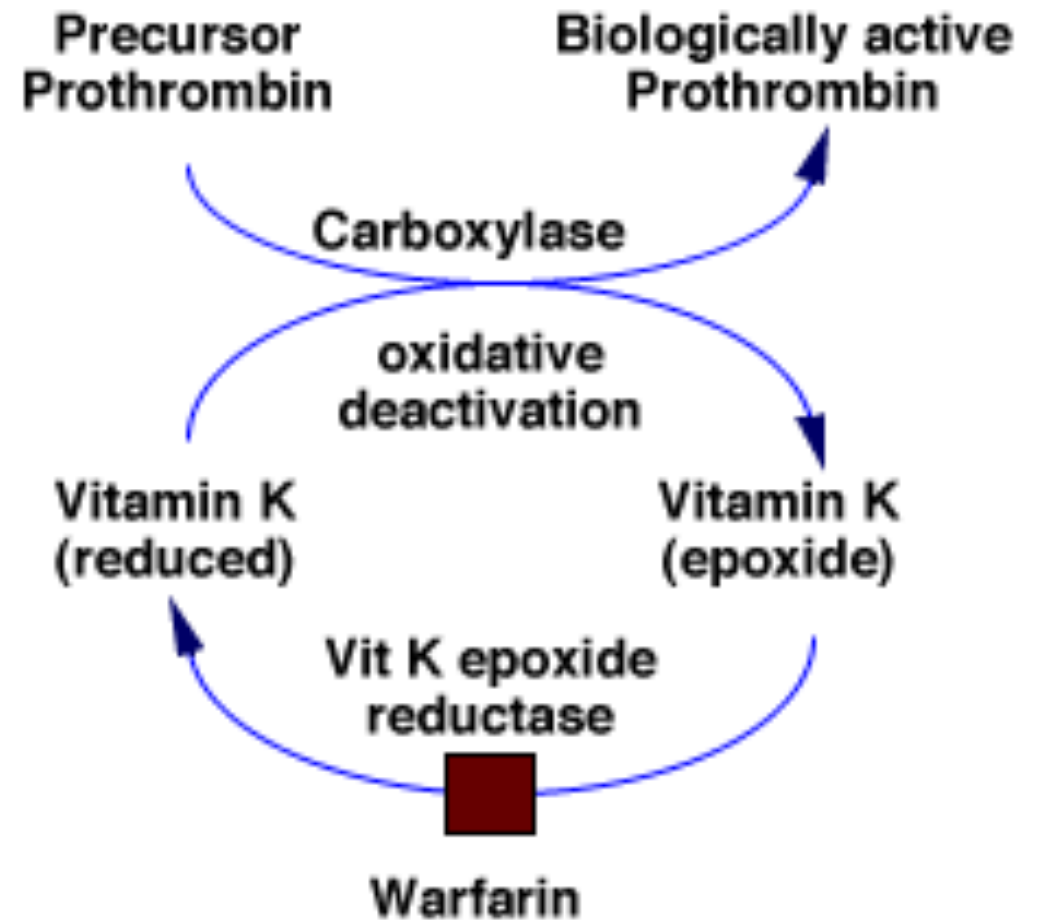 Precursor
Prothrombin
Biologically active
Prothrombin
Carboxylase
oxidative
deactivation
Vitamin K
(reduced)
Vitamin K
(epoxide)
Vit K epoxide
reductase
Warfarin